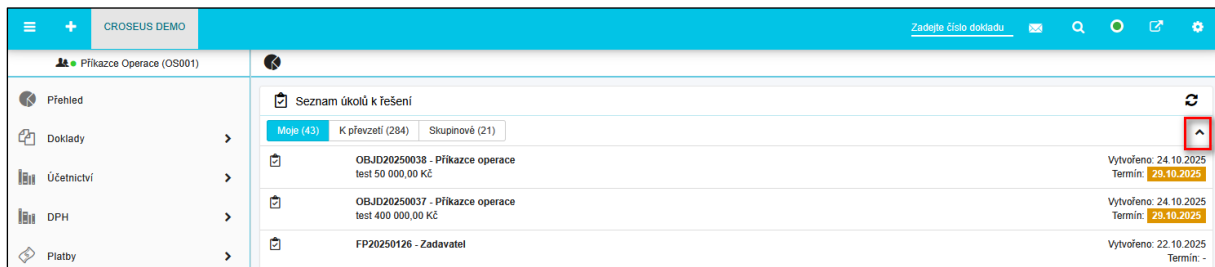 CROSEUS DEMO
Zadejte číslo dokladu
Příkazce Operace (OS001)
Přehled
Doklady
Účetnictví
DPH
Platby
Seznam úkolů k řešení
Moje (43) K převzetí (284) Skupinové (21)
OBJD20250038 - Příkazce operace
test 50 000,00 Kč
Vytvořeno: 24.10.2025
Termín: 29.10.2025
OBJD20250037 - Příkazce operace
test 400 000,00 Kč
Vytvořeno: 24.10.2025
Termín: 29.10.2025
FP20250126 - Zadavatel
Vytvořeno: 22.10.2025
Termín: -